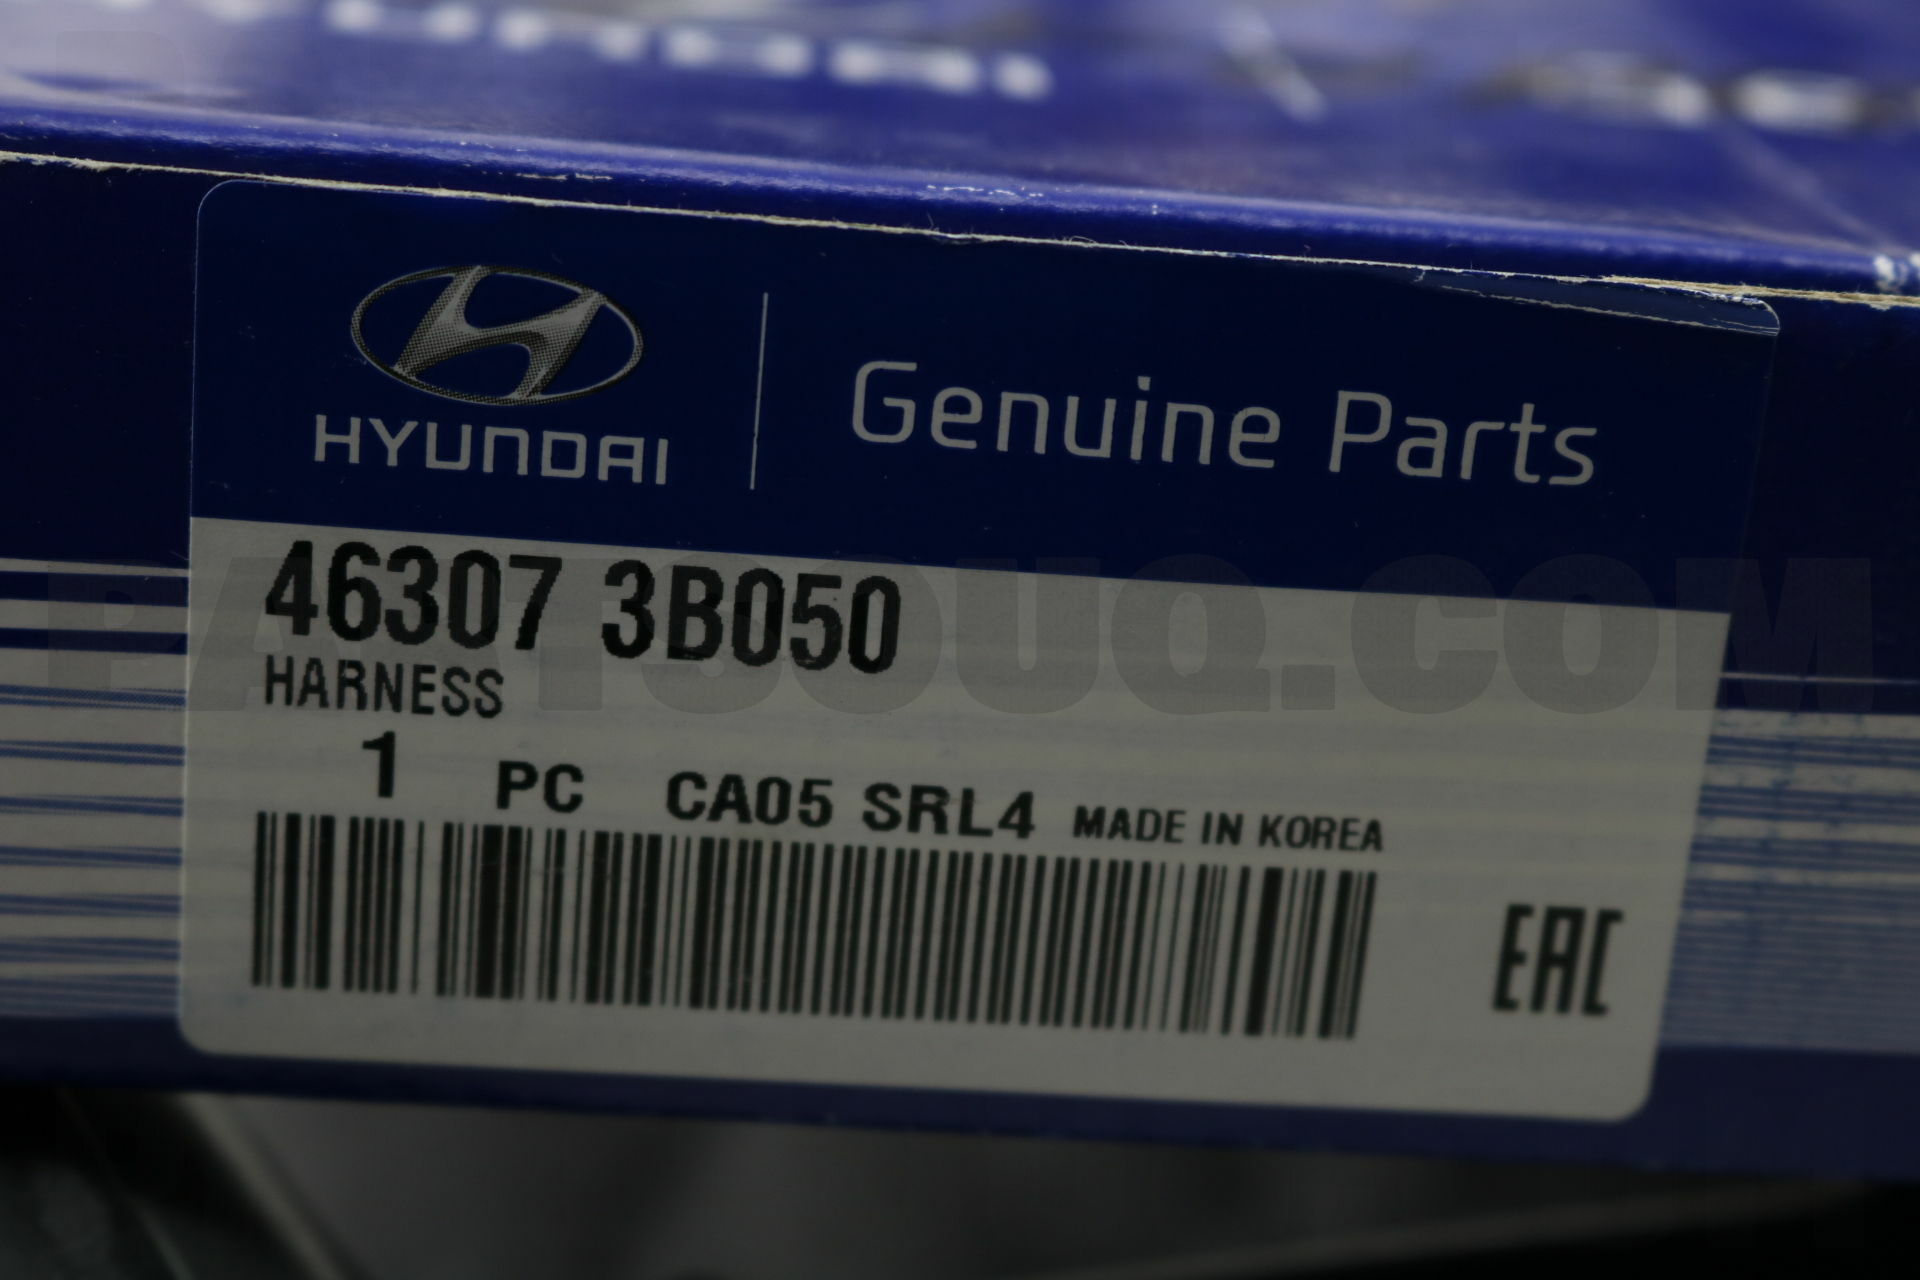 HYUNDAI
Genuine Parts
46307 3B050
HARNESS
1 PC CA05 SRL4 MADE IN KOREA
EAC
PARTSOUQ.COM